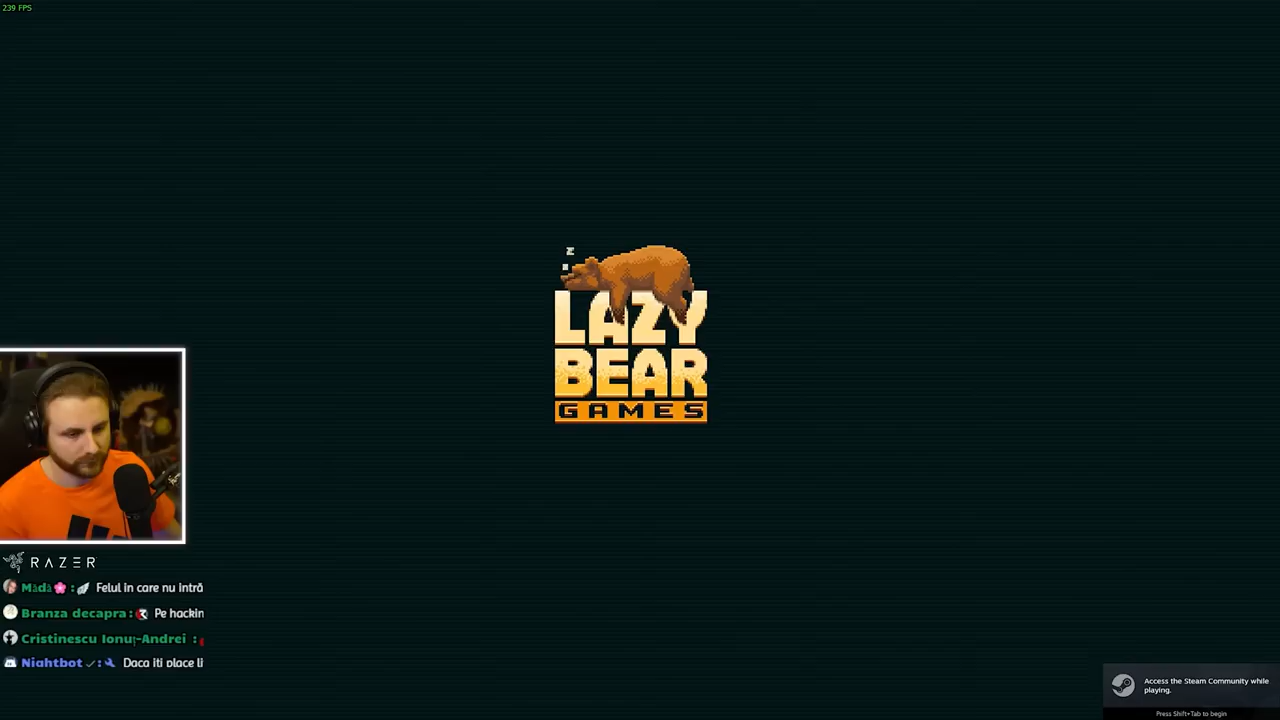 239 FPS
Z
LAZY
BEAR
GAMES
RAZER
Mădă🌸: Felul in care nu intră
Branza decapra: Pe hackin
Cristinescu Ionuț-Andrei :
Nightbot ✓: Daca iti place li
Access the Steam Community while
playing.
Press Shift+Tab to begin